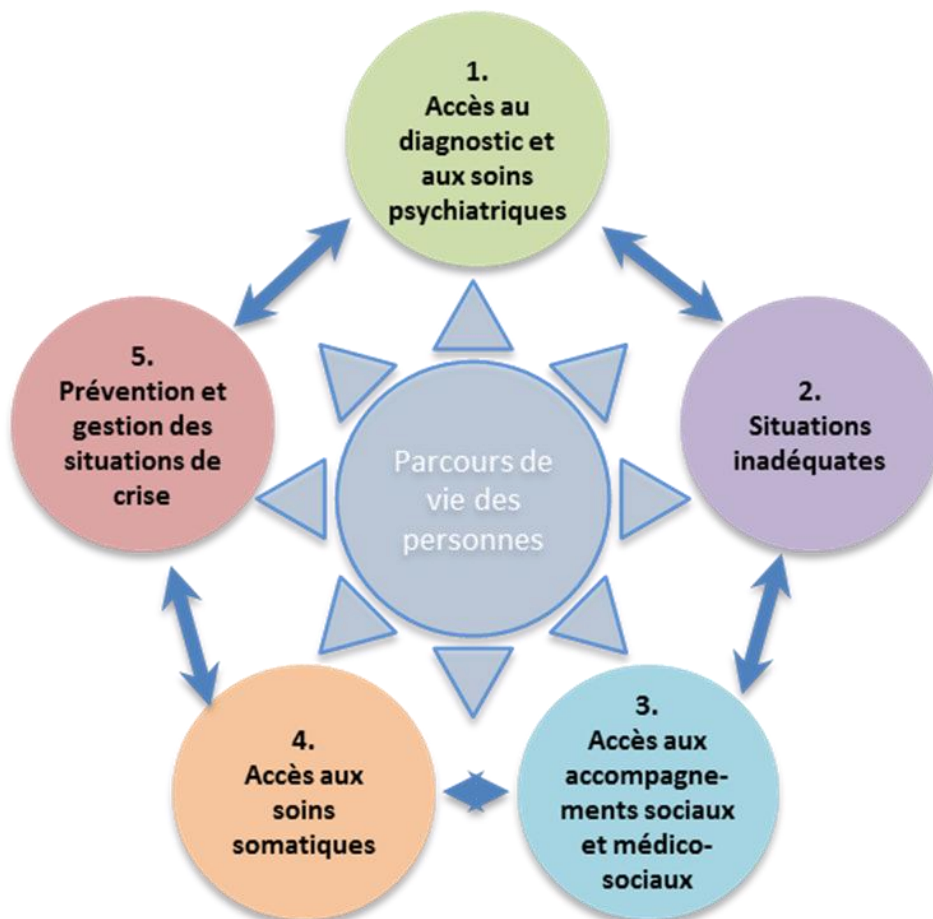 1.
Accès au
diagnostic et
aux soins
psychiatriques
2.
Situations
inadéquates
3.
Accès aux
accompagne-
ments sociaux
et médico-
sociaux
4.
Accès aux
soins
somatiques
5.
Prévention et
gestion des
situations de
crise
Parcours de
vie des
personnes